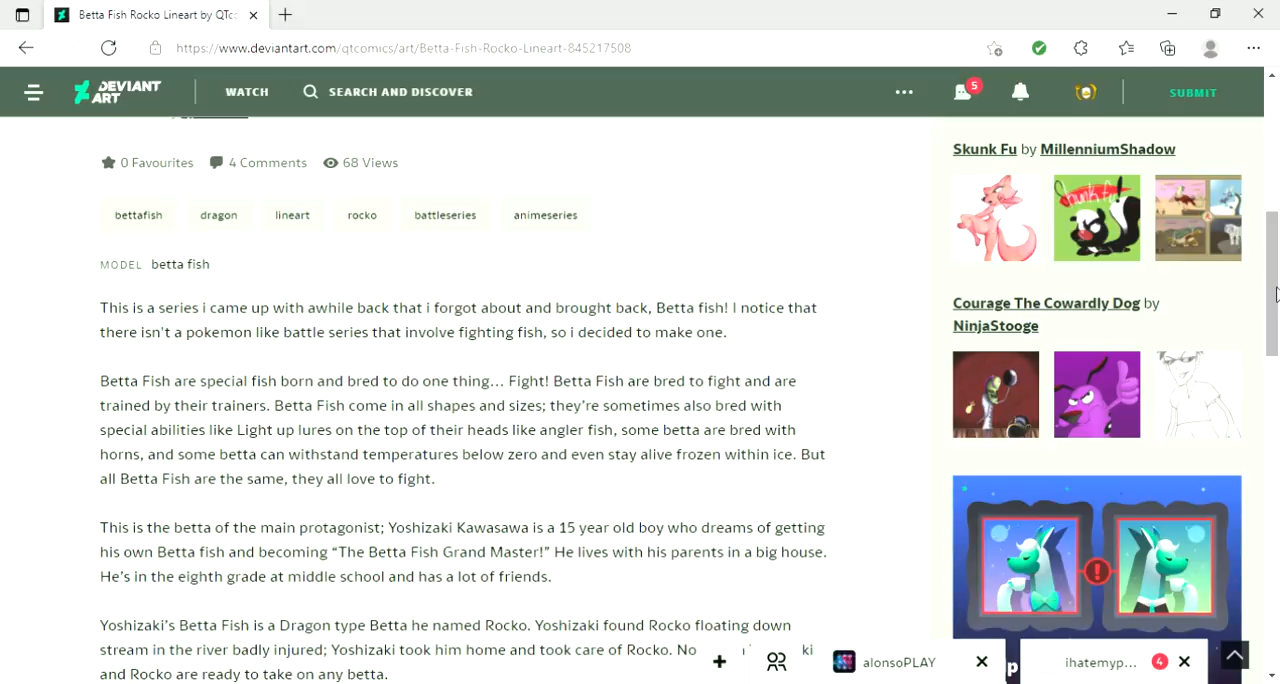 Betta Fish Rocko Lineart by QTc
https://www.deviantart.com/qtcomics/art/Betta-Fish-Rocko-Lineart-845217508
DEVIANT ART
WATCH
SEARCH AND DISCOVER
5
SUBMIT
0 Favourites
4 Comments
68 Views
bettafish
dragon
lineart
rocko
battleseries
animeseries
MODEL betta fish
This is a series i came up with awhile back that i forgot about and brought back, Betta fish! I notice that
there isn't a pokemon like battle series that involve fighting fish, so i decided to make one.
Betta Fish are special fish born and bred to do one thing... Fight! Betta Fish are bred to fight and are
trained by their trainers. Betta Fish come in all shapes and sizes; they're sometimes also bred with
special abilities like Light up lures on the top of their heads like angler fish, some betta are bred with
horns, and some betta can withstand temperatures below zero and even stay alive frozen within ice. But
all Betta Fish are the same, they all love to fight.
This is the betta of the main protagonist; Yoshizaki Kawasawa is a 15 year old boy who dreams of getting
his own Betta fish and becoming “The Betta Fish Grand Master!” He lives with his parents in a big house.
He's in the eighth grade at middle school and has a lot of friends.
Yoshizaki's Betta Fish is a Dragon type Betta he named Rocko. Yoshizaki found Rocko floating down
stream in the river badly injured; Yoshizaki took him home and took care of Rocko. No ki
and Rocko are ready to take on any betta.
Skunk Fu by MillenniumShadow
Courage The Cowardly Dog by
NinjaStooge
alonsoPLAY
ihatemyp...
4